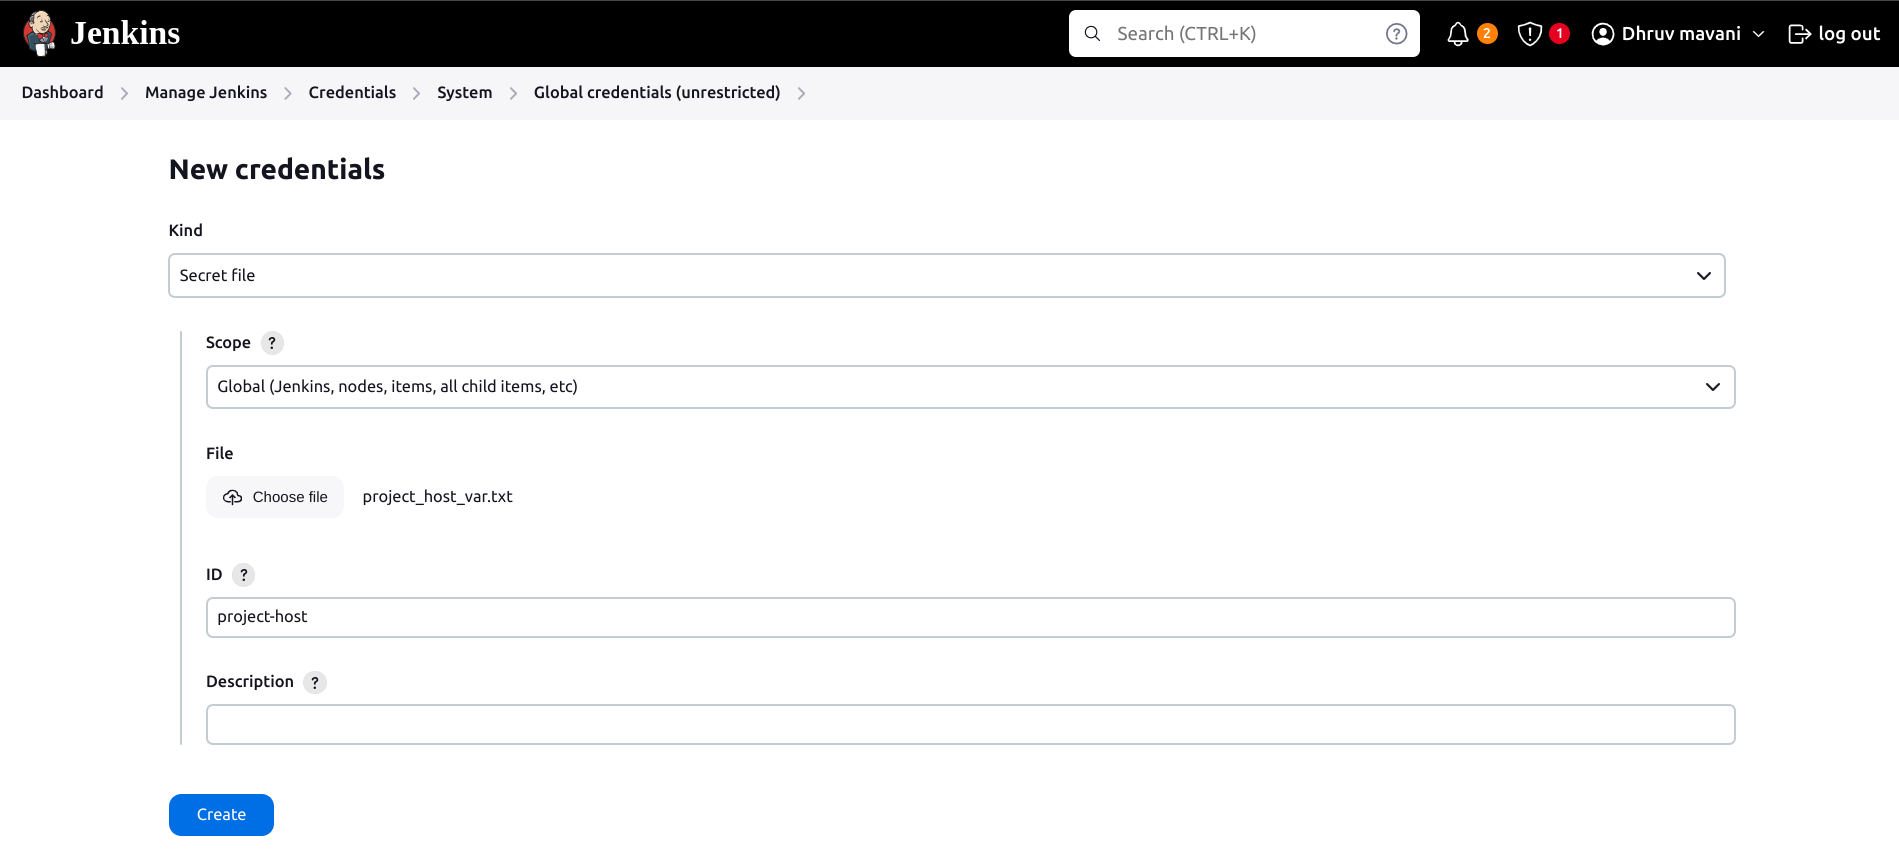 Jenkins
Search (CTRL+K)
?
2
1
Dhruv mavani
log out
Dashboard
Manage Jenkins
Credentials
System
Global credentials (unrestricted)
New credentials
Kind
Secret file
Scope ?
Global (Jenkins, nodes, items, all child items, etc)
File
Choose file project_host_var.txt
ID ?
project-host
Description ?
Create